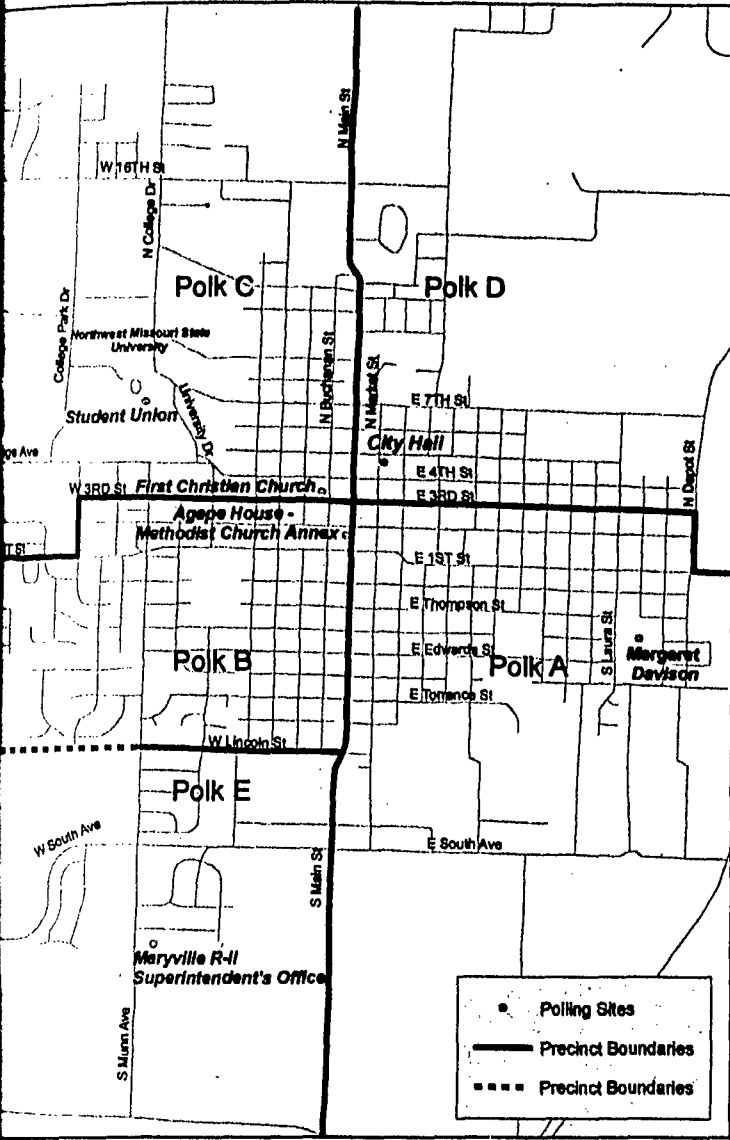 N Main St
W 16TH St
N College Dr
Polk C
Polk D
College Park Dr
Northwest Missouri State
University
N Buchanan St
N Market St
E 7TH St
Student Union
University Dr
City Hall
N Depot St
ge Ave
E 4TH St
W 3RD St
First Christian Church
E 3RD St
Agape House -
Methodist Church Annex
T St
E 1ST St
E Thompson St
S Laura St
E Edwards St
Polk B
Polk A
Margaret
Davison
E Torrance St
W Lincoln St
Polk E
W South Ave
E South Ave
S Main St
Maryville R-II
Superintendent's Office
S Munn Ave
Polling Sites
Precinct Boundaries
Precinct Boundaries